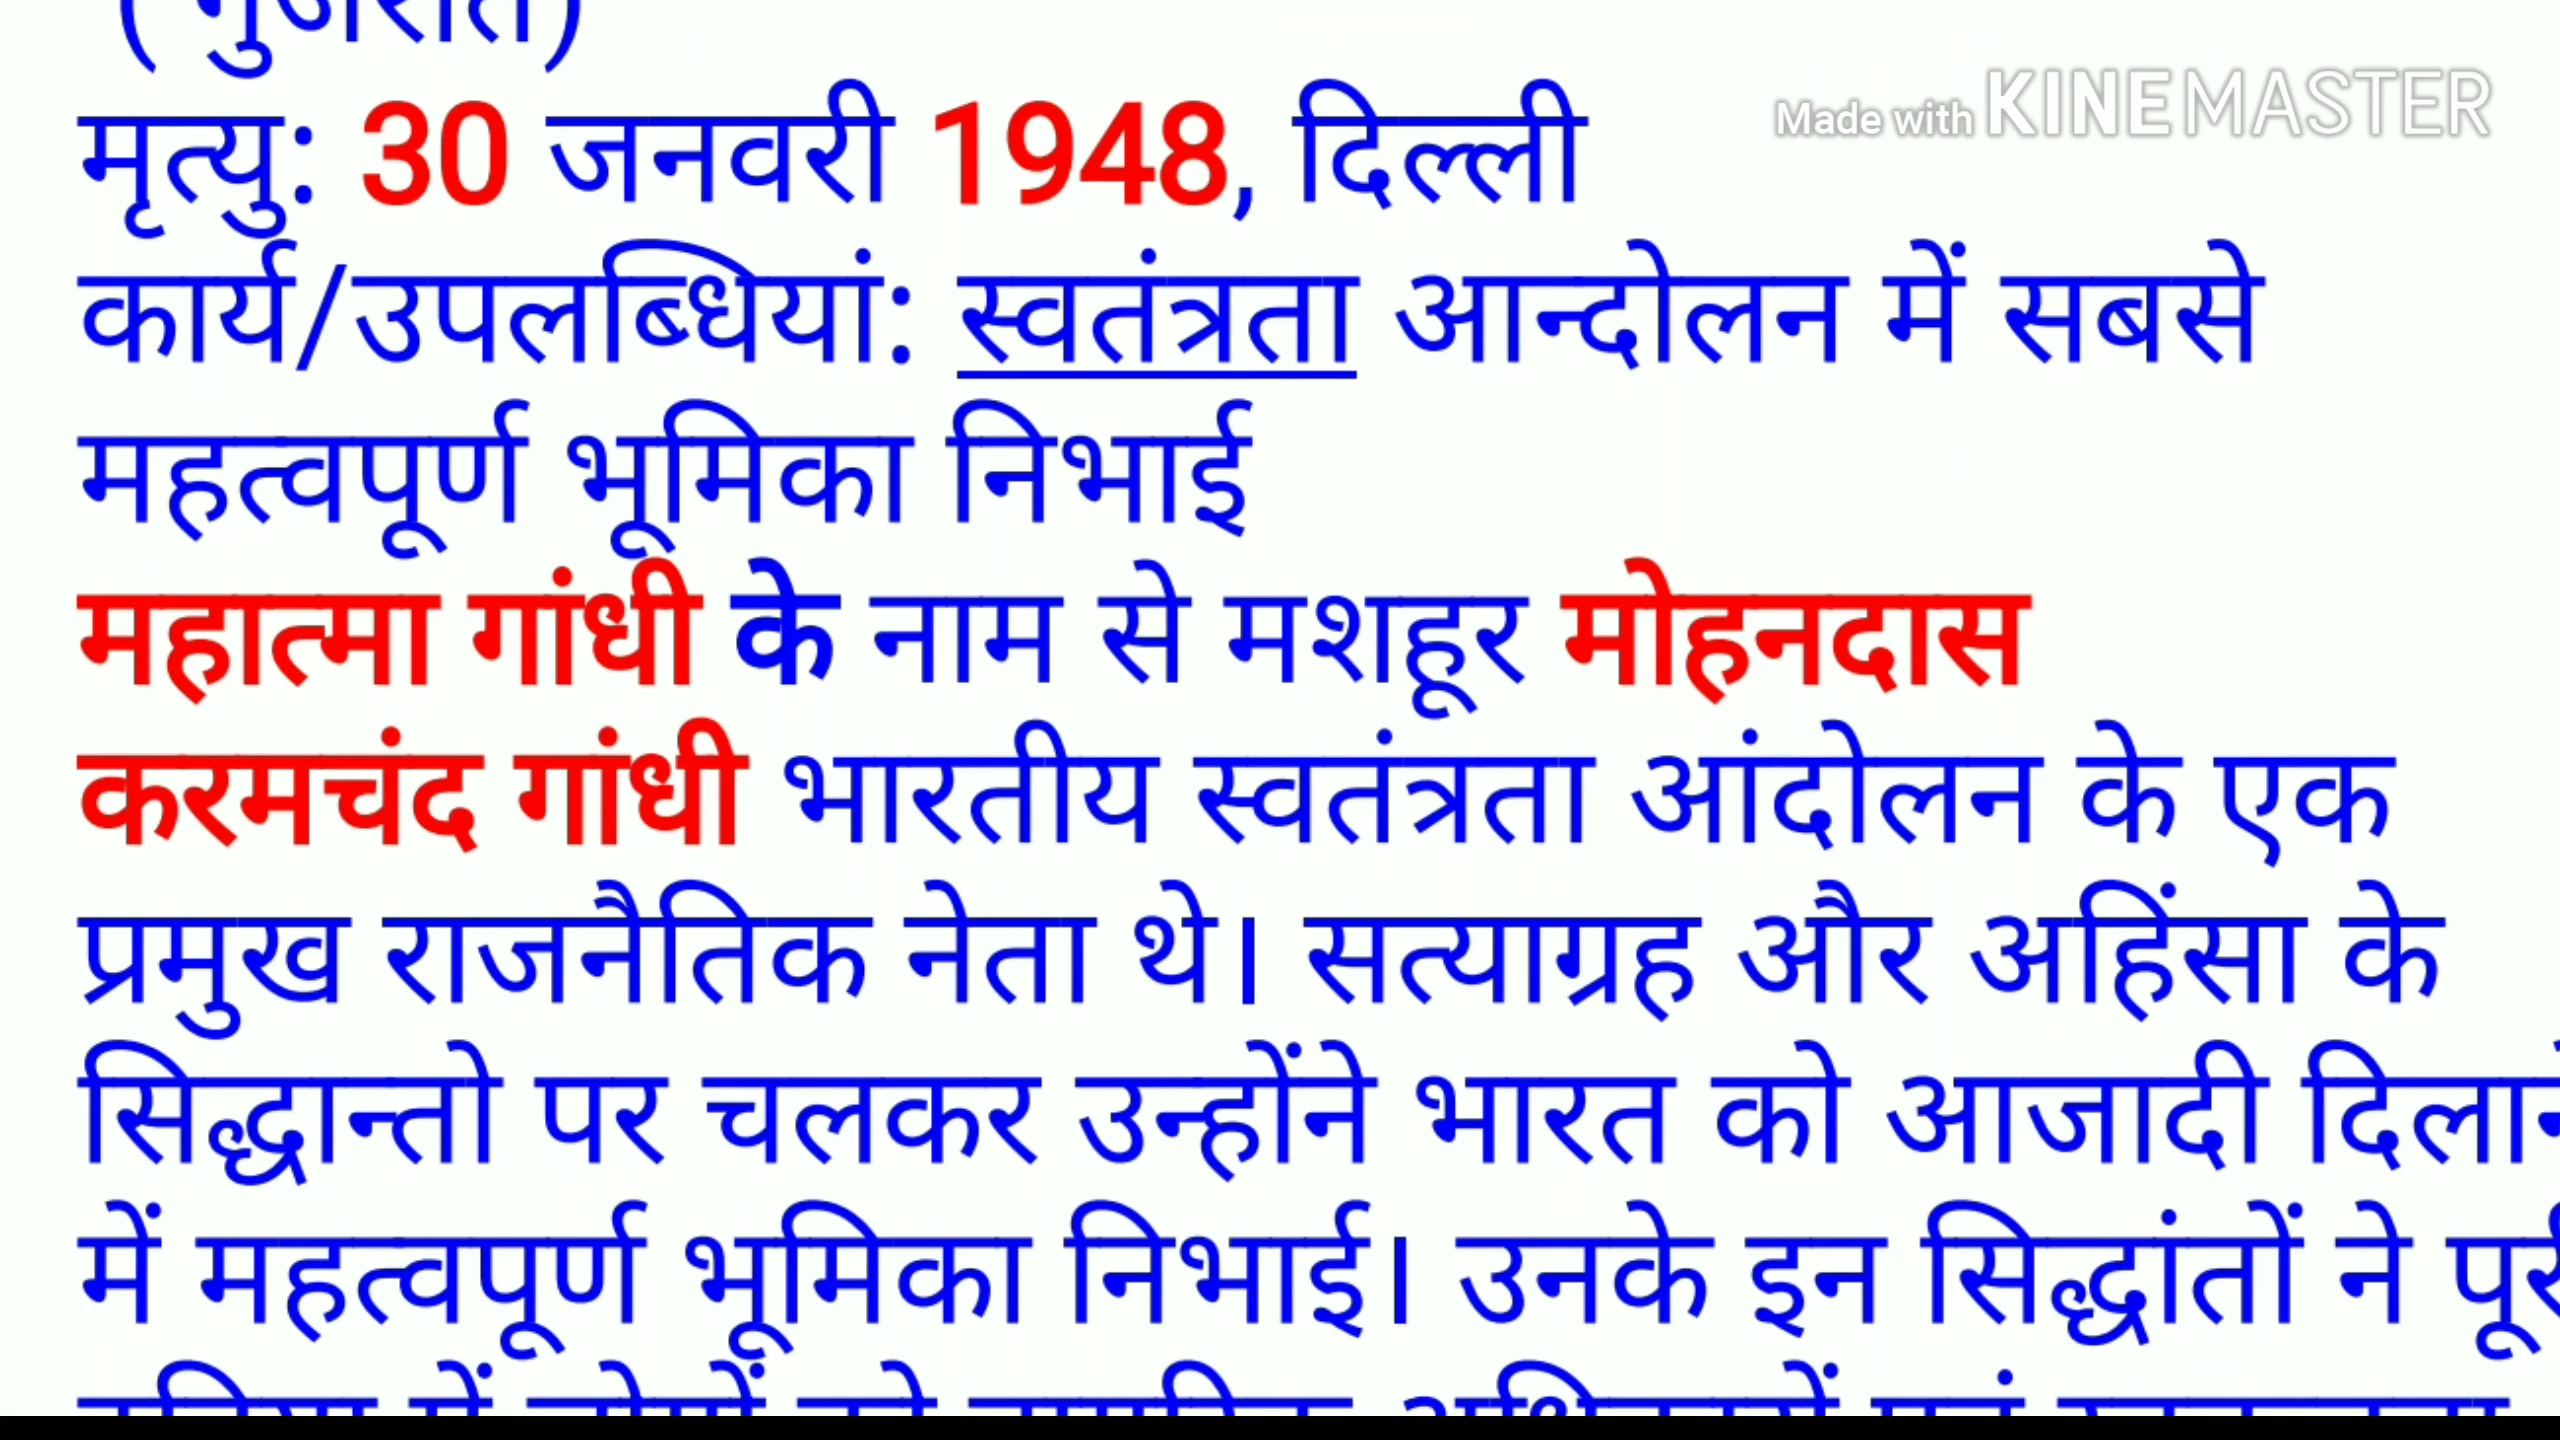 ( गुजरात)
Made with KINEMASTER
मृत्यु: 30 जनवरी 1948, दिल्ली
कार्य/उपलब्धियां: स्वतंत्रता आन्दोलन में सबसे
महत्वपूर्ण भूमिका निभाई
महात्मा गांधी के नाम से मशहूर मोहनदास
करमचंद गांधी भारतीय स्वतंत्रता आंदोलन के एक
प्रमुख राजनैतिक नेता थे। सत्याग्रह और अहिंसा के
सिद्धान्तो पर चलकर उन्होंने भारत को आजादी दिलाने
में महत्वपूर्ण भूमिका निभाई। उनके इन सिद्धांतों ने